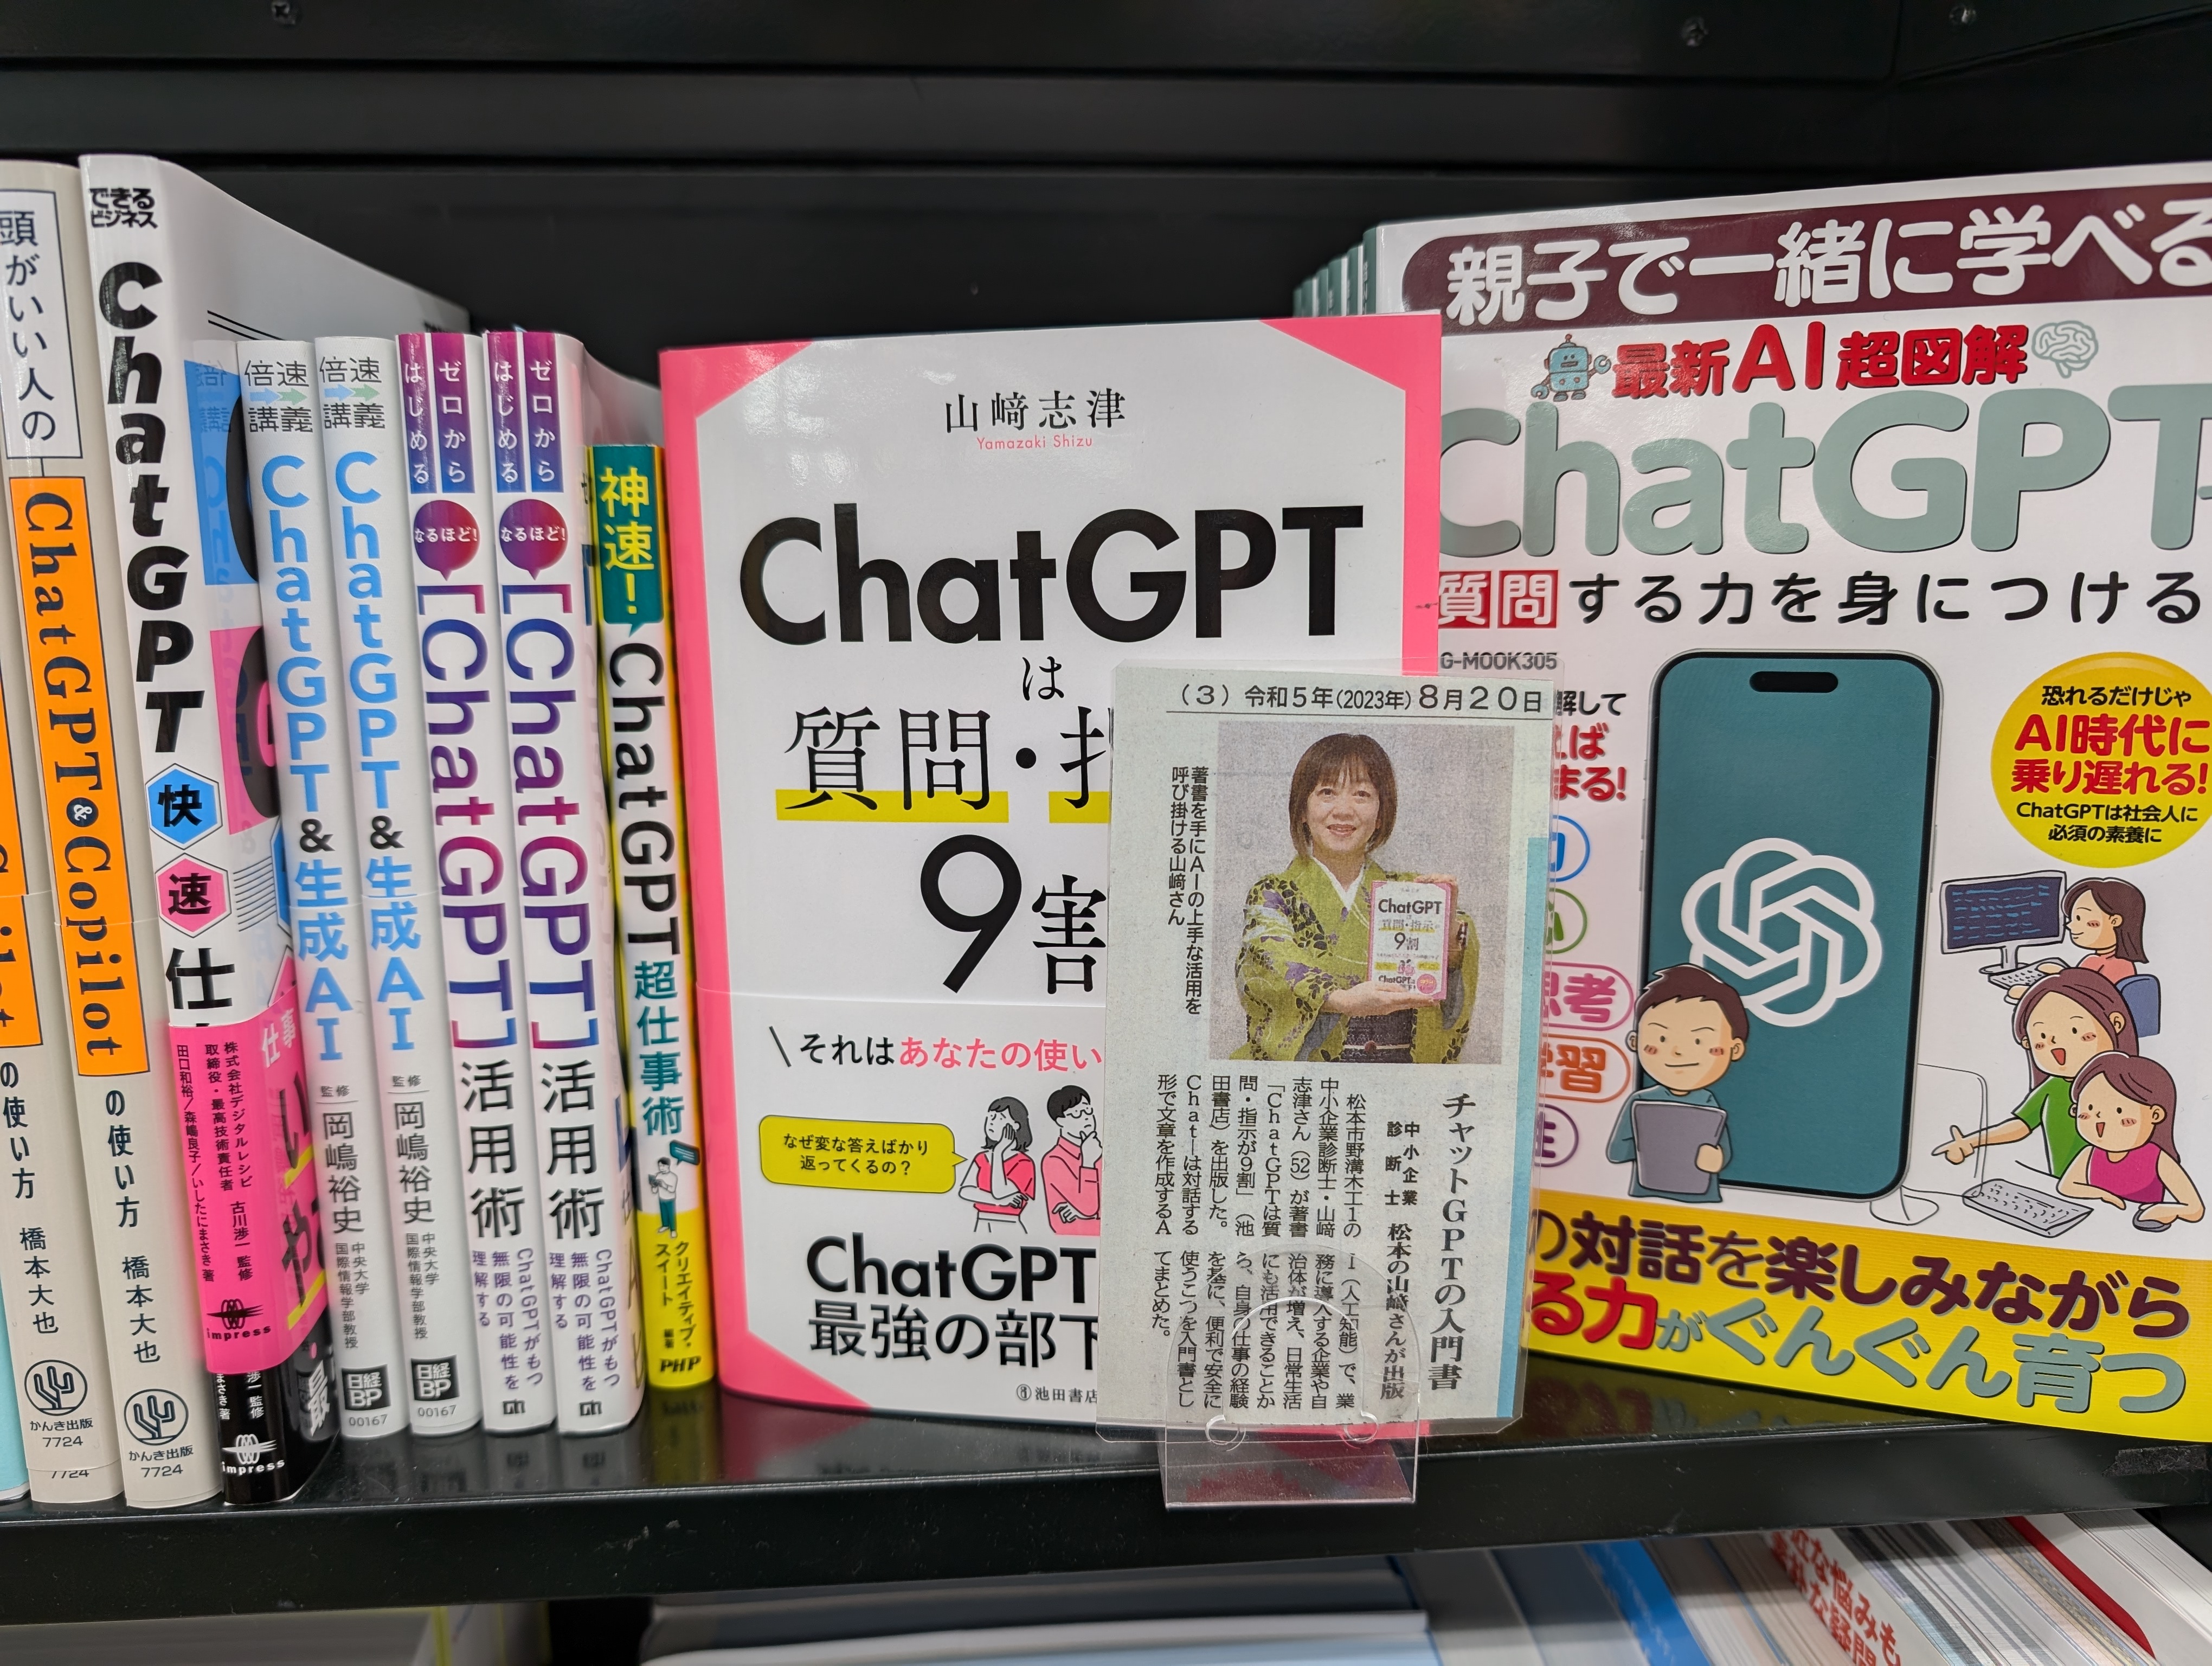 頭がいい人の
ChatGPT&Copilot
の使い方
橋本大也
かんき出版
7724
の使い方
橋本大也
かんき出版
7724
できる
ビジネス
ChatGPT
快速
仕
株式会社デジタルレシピ
取締役・最高技術責任者 古川渉一 監修
田口和裕/森嶋良子/いしたにまさき 著
impress
impress
倍速
講義
ChatGPT&生成AI
監修
岡嶋裕史
中央大学
国際情報学部教授
日経BP
00167
倍速
講義
ChatGPT&生成AI
監修
岡嶋裕史
中央大学
国際情報学部教授
日経BP
00167
ゼロから
はじめる
なるほど!
[ChatGPT]活用術
ChatGPTがもつ
無限の可能性を
理解する
ゼロから
はじめる
なるほど!
[ChatGPT]活用術
ChatGPTがもつ
無限の可能性を
理解する
神速!
ChatGPT超仕事術
クリエイティブ・
スイート
編著
PHP
山﨑志津
Yamazaki Shizu
ChatGPT
は
質問・指
9割
それはあなたの使い
なぜ変な答えばかり
返ってくるの?
ChatGPT
最強の部下
池田書店
(3) 令和5年(2023年)8月20日
著書を手にAIの上手な活用を
呼び掛ける山﨑さん
ChatGPT
質問・指示
9割
チャットGPTの入門書
中小企業
診断士
松本の山﨑さんが出版
松本市野溝木工1の
中小企業診断士・山﨑
志津さん(52)が著書
「ChatGPTは質
問・指示が9割」(池
田書店)を出版した。
Chat―は対話する
形で文章を作成するA
I(人工知能)で、業
務に導入する企業や自
治体が増え、日常生活
にも活用できることか
ら、自身の仕事の経験
を基に、便利で安全に
使うこつを入門書とし
てまとめた。
親子で一緒に学べる
最新AI超図解
ChatGPT
質問する力を身につける
G-MOOK305
解して
ば
まる!
思考
学習
恐れるだけじゃ
AI時代に
乗り遅れる!
ChatGPTは社会人に
必須の素養に
の対話を楽しみながら
る力がぐんぐん育つ